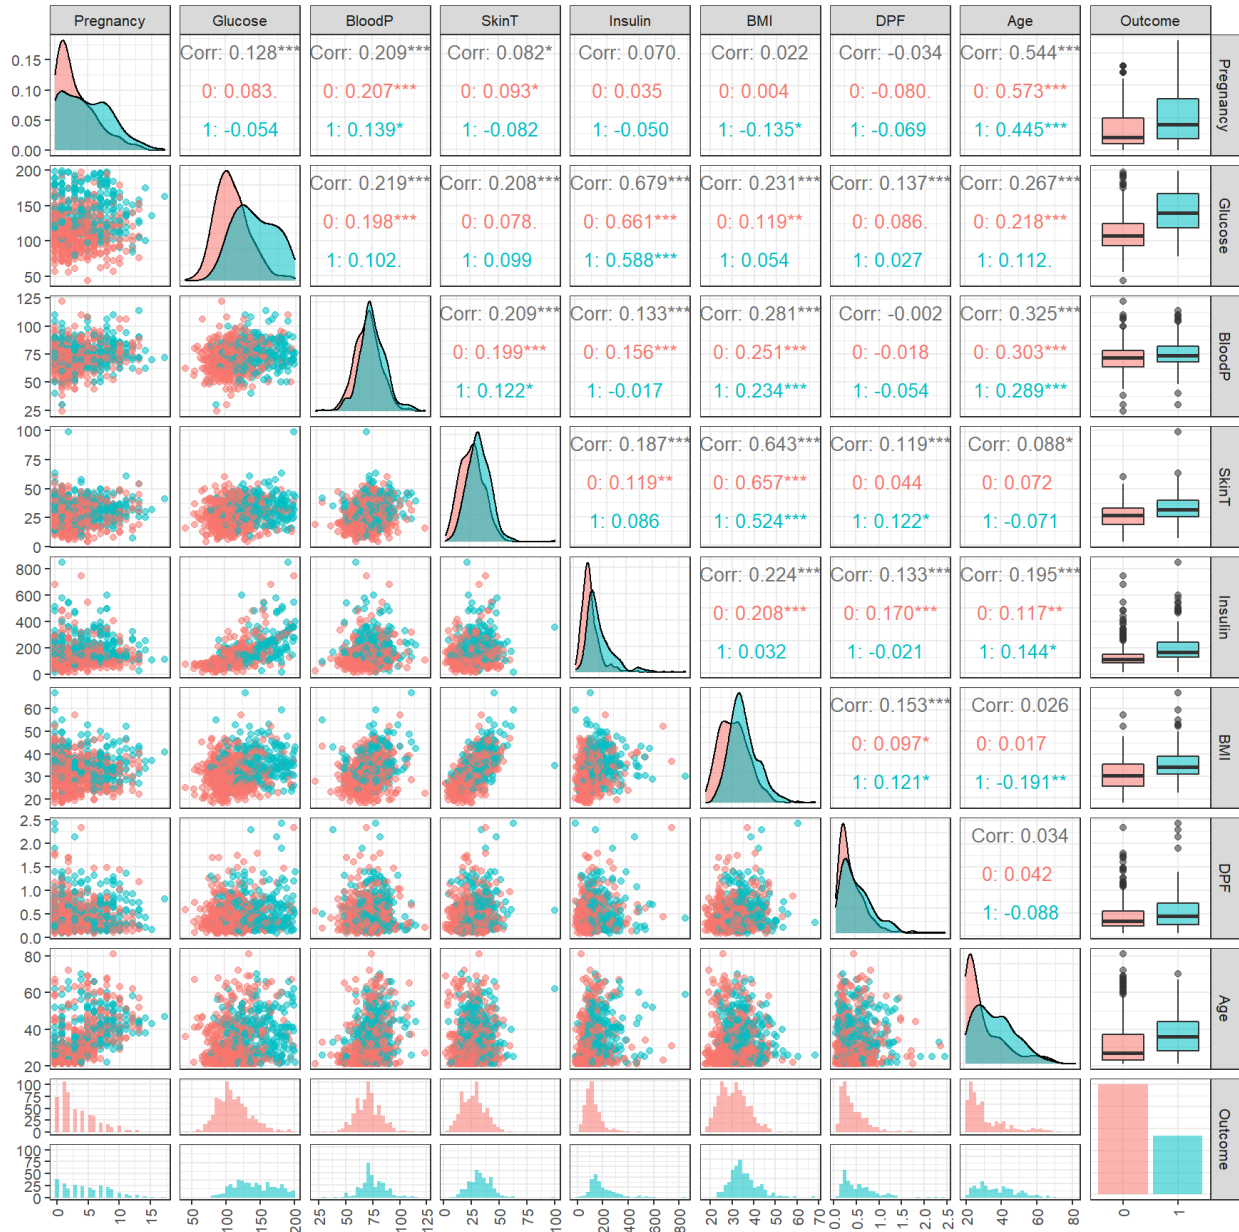 Pregnancy Glucose BloodP SkinT Insulin BMI DPF Age Outcome
Corr: 0.128*** Corr: 0.209*** Corr: 0.082* Corr: 0.070. Corr: 0.022 Corr: -0.034 Corr: 0.544***
0: 0.083. 0: 0.207*** 0: 0.093* 0: 0.035 0: 0.004 0: -0.080. 0: 0.573***
1: -0.054 1: 0.139* 1: -0.082 1: -0.050 1: -0.135* 1: -0.069 1: 0.445***
0.15
0.10
0.05
0.00
Pregnancy
Corr: 0.219*** Corr: 0.208*** Corr: 0.679*** Corr: 0.231*** Corr: 0.137*** Corr: 0.267***
0: 0.198*** 0: 0.078. 0: 0.661*** 0: 0.119** 0: 0.086. 0: 0.218***
1: 0.102. 1: 0.099 1: 0.588*** 1: 0.054 1: 0.027 1: 0.112.
200
150
100
50
Glucose
Corr: 0.209*** Corr: 0.133*** Corr: 0.281*** Corr: -0.002 Corr: 0.325***
0: 0.199*** 0: 0.156*** 0: 0.251*** 0: -0.018 0: 0.303***
1: 0.122* 1: -0.017 1: 0.234*** 1: -0.054 1: 0.289***
125
100
75
50
25
BloodP
Corr: 0.187*** Corr: 0.643*** Corr: 0.119*** Corr: 0.088*
0: 0.119** 0: 0.657*** 0: 0.044 0: 0.072
1: 0.086 1: 0.524*** 1: 0.122* 1: -0.071
100
75
50
25
0
SkinT
Corr: 0.224*** Corr: 0.133*** Corr: 0.195***
0: 0.208*** 0: 0.170*** 0: 0.117**
1: 0.032 1: -0.021 1: 0.144*
800
600
400
200
0
Insulin
Corr: 0.153*** Corr: 0.026
0: 0.097* 0: 0.017
1: 0.121* 1: -0.191**
60
50
40
30
20
BMI
Corr: 0.034
0: 0.042
1: -0.088
2.5
2.0
1.5
1.0
0.5
0.0
DPF
80
60
40
20
Age
100
75
50
25
0
100
75
50
25
0
Outcome
0 5 10 15 50 100 150 200 25 50 75 100 125 0 25 50 75 100 0 200 400 600 800 20 30 40 50 60 70 0.0 0.5 1.0 1.5 2.0 2.5 20 40 60 80 0 1